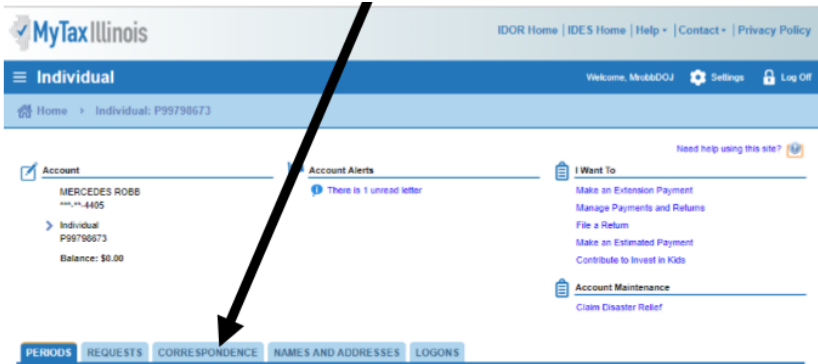 MyTax Illinois
IDOR Home | IDES Home | Help | Contact | Privacy Policy
Individual
Welcome, MrobbDOJ Settings Log Off
Home Individual: P99798673
Need help using this site?
Account
MERCEDES ROBB
***-**-4405
Individual
P99798673
Balance: $0.00
Account Alerts
There is 1 unread letter
I Want To
Make an Extension Payment
Manage Payments and Returns
File a Return
Make an Estimated Payment
Contribute to Invest in Kids
Account Maintenance
Claim Disaster Relief
PERIODS REQUESTS CORRESPONDENCE NAMES AND ADDRESSES LOGONS